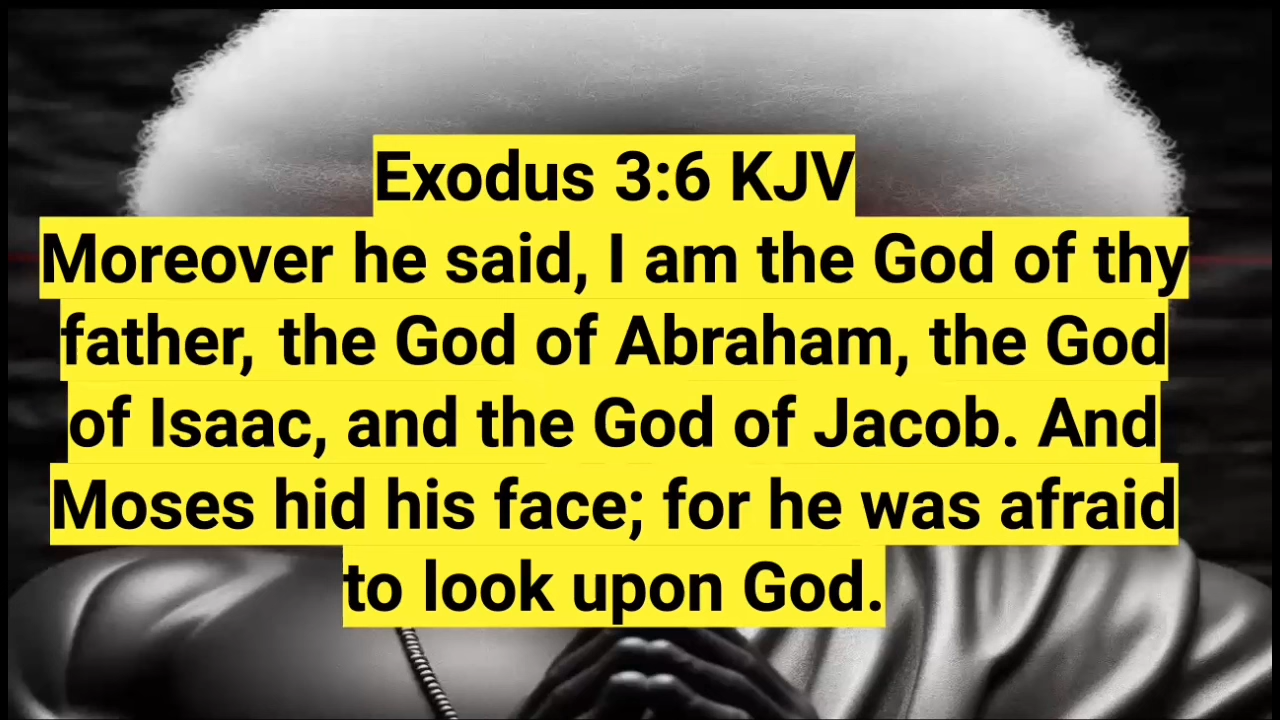 Exodus 3:6 KJV
Moreover he said, I am the God of thy
father, the God of Abraham, the God
of Isaac, and the God of Jacob. And
Moses hid his face; for he was afraid
to look upon God.